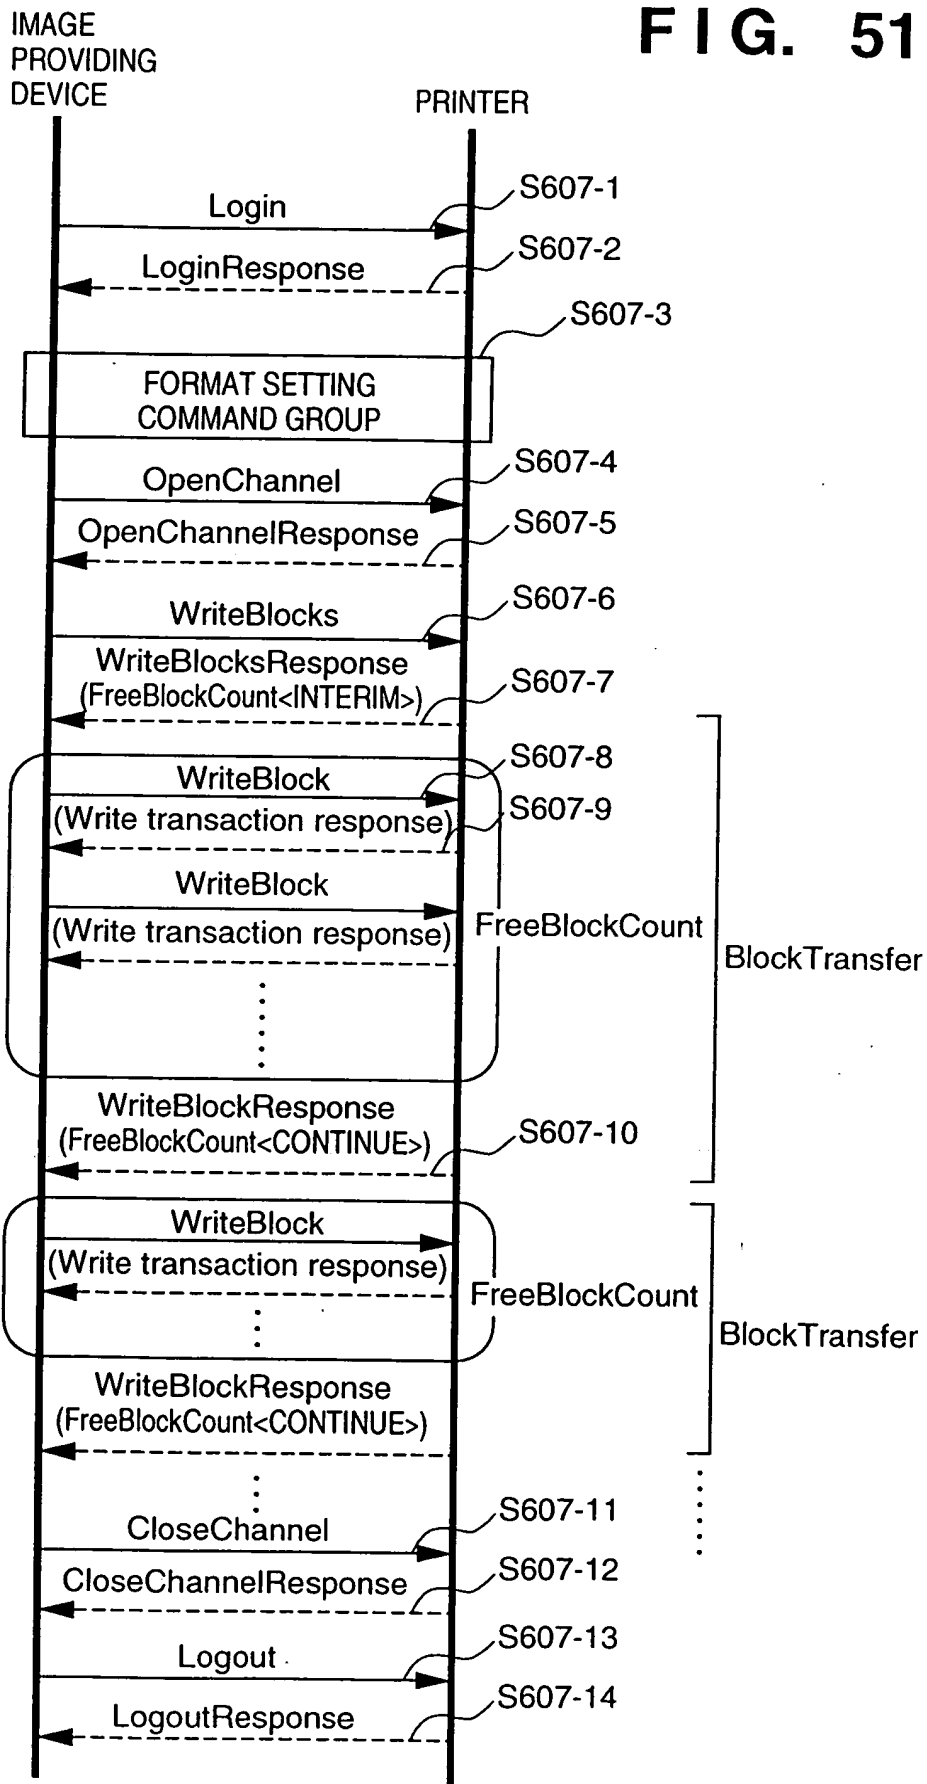 FIG. 51
IMAGE
PROVIDING
DEVICE
PRINTER
Login
S607-1
LoginResponse
S607-2
S607-3
FORMAT SETTING
COMMAND GROUP
OpenChannel
S607-4
OpenChannelResponse
S607-5
WriteBlocks
S607-6
WriteBlocksResponse
(FreeBlockCount<INTERIM>)
S607-7
WriteBlock
S607-8
(Write transaction response)
S607-9
WriteBlock
(Write transaction response)
FreeBlockCount
BlockTransfer
WriteBlockResponse
(FreeBlockCount<CONTINUE>)
S607-10
WriteBlock
(Write transaction response)
FreeBlockCount
BlockTransfer
WriteBlockResponse
(FreeBlockCount<CONTINUE>)
CloseChannel
S607-11
CloseChannelResponse
S607-12
Logout
S607-13
LogoutResponse
S607-14